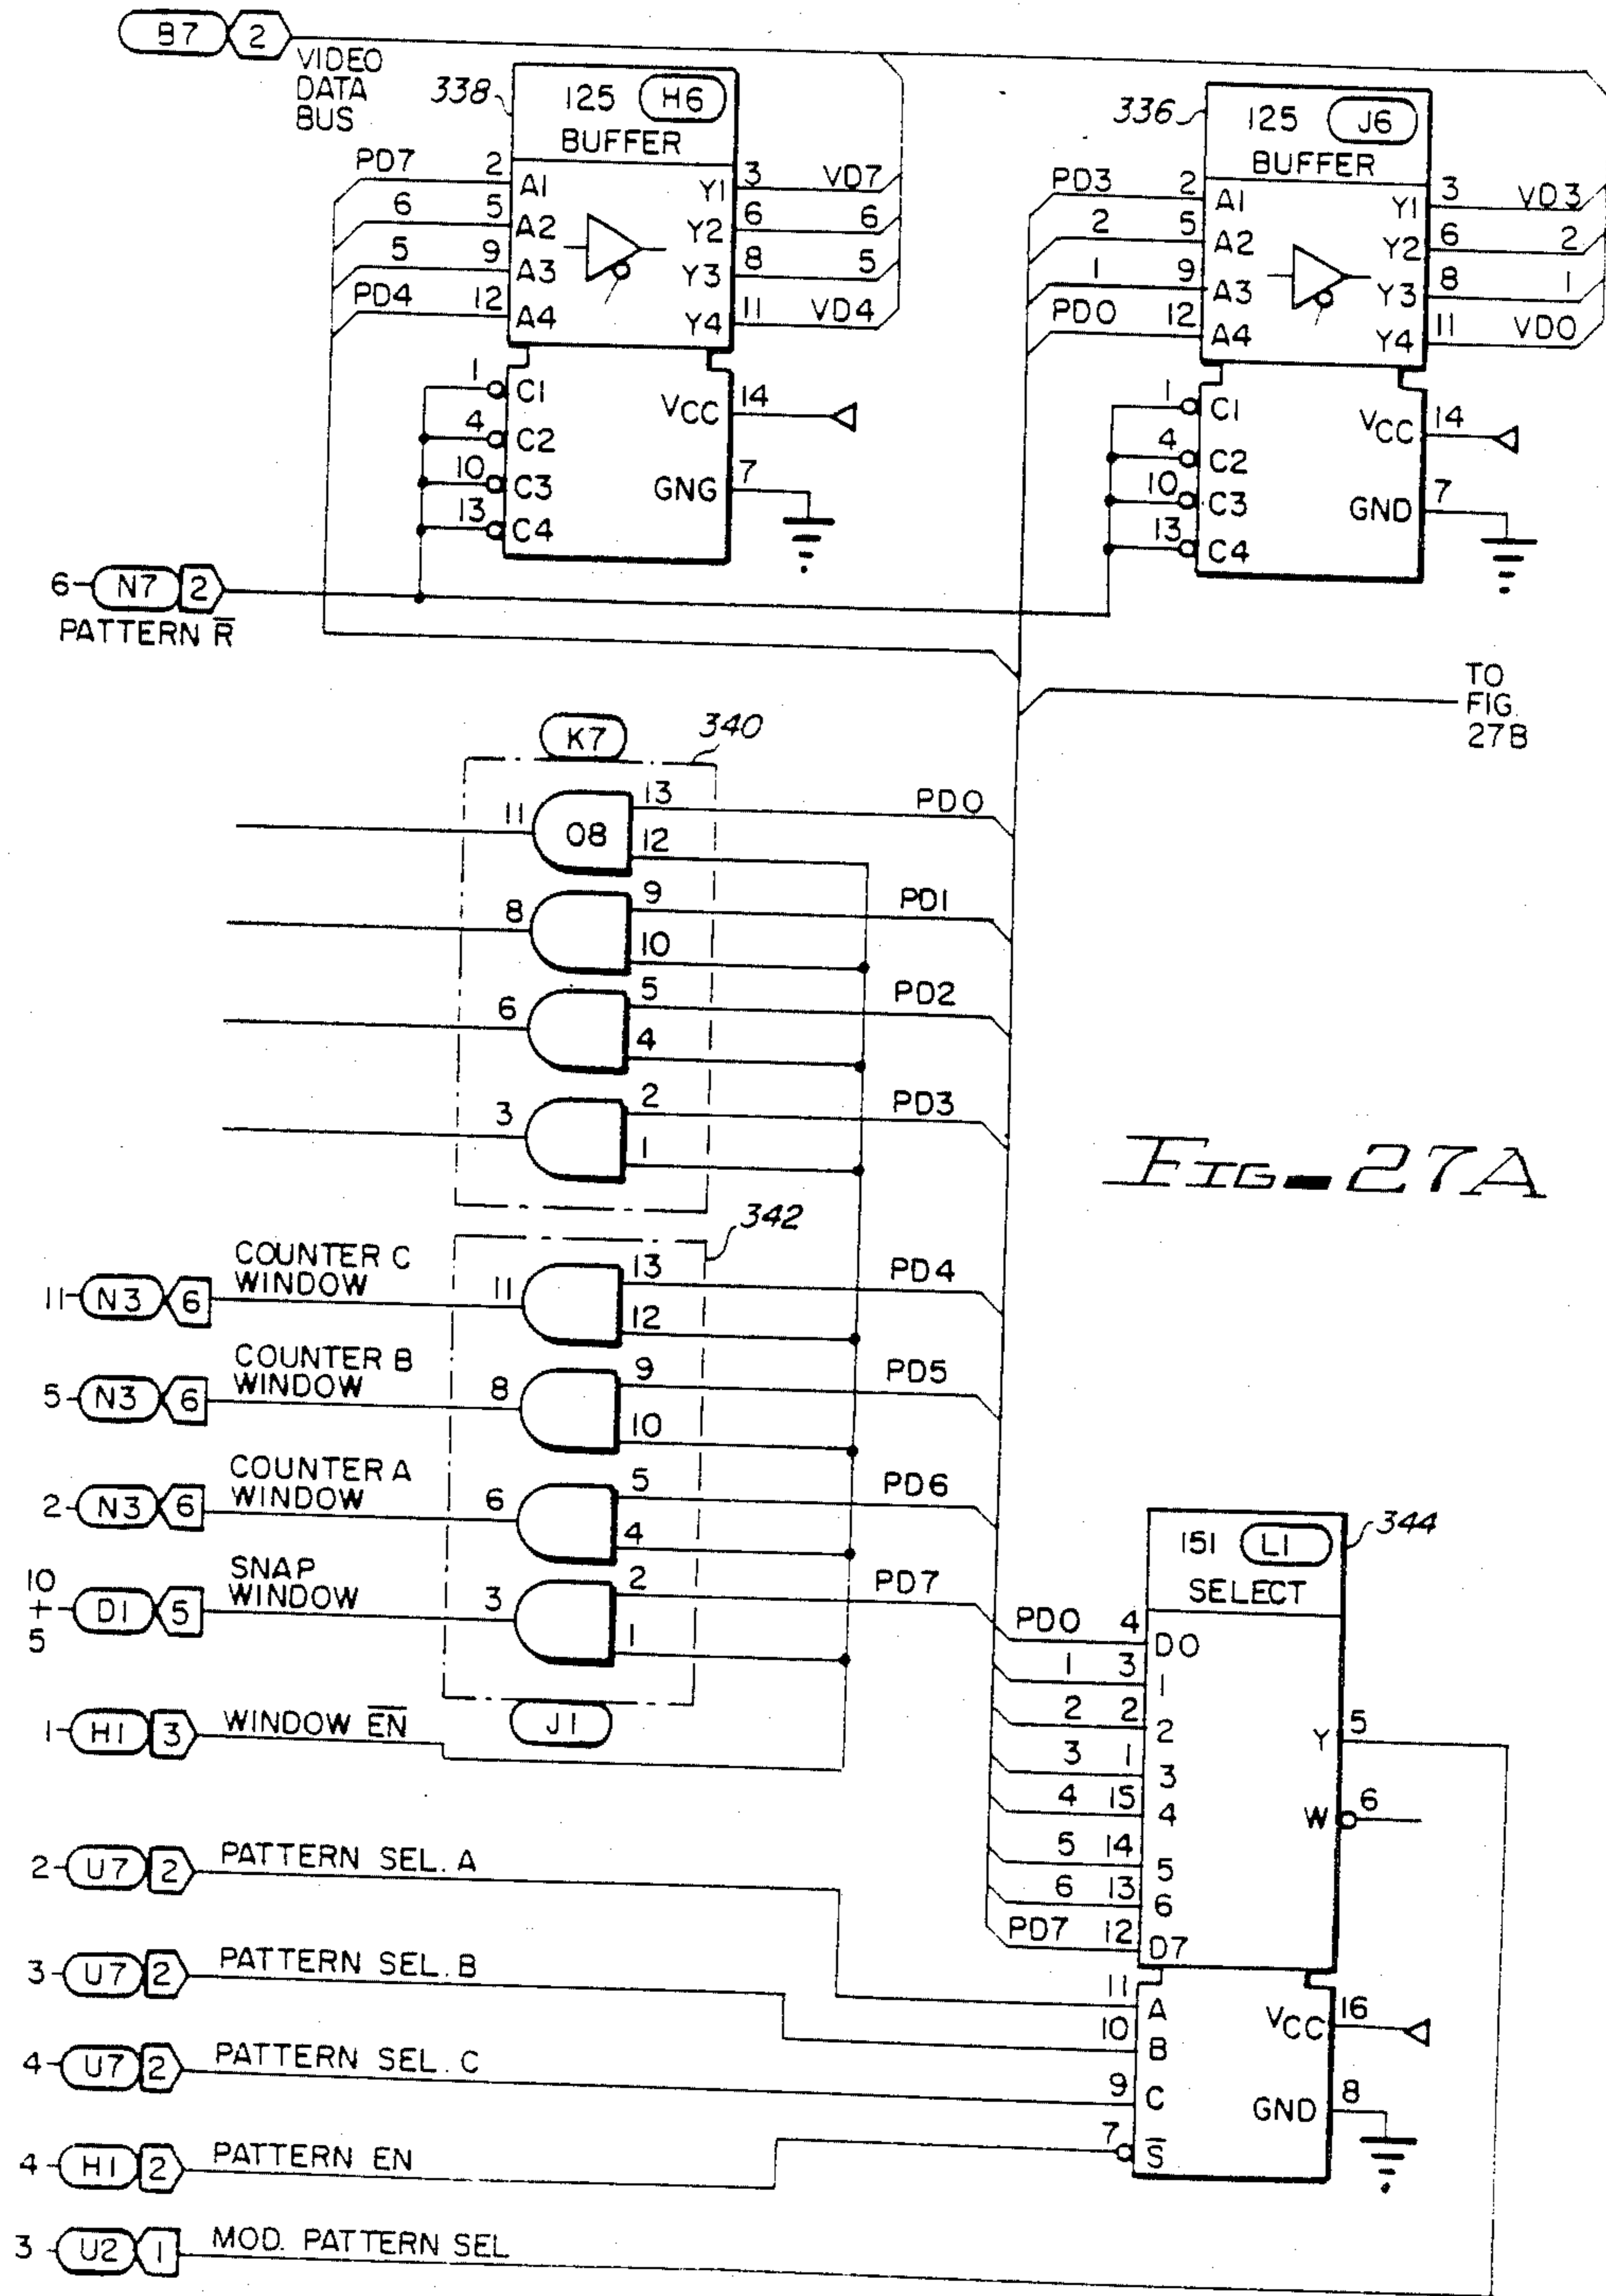 B7 2
VIDEO
DATA
BUS
338 125 H6
BUFFER
PD7 2 A1 Y1 3 VD7
6 5 A2 Y2 6 6
5 9 A3 Y3 8 5
PD4 12 A4 Y4 11 VD4
1 C1
4 C2
10 C3
13 C4
VCC 14
GNG 7
336 125 J6
BUFFER
PD3 2 A1 Y1 3 VD3
2 5 A2 Y2 6 2
1 9 A3 Y3 8 1
PD0 12 A4 Y4 11 VD0
1 C1
4 C2
10 C3
13 C4
VCC 14
GND 7
6 N7 2
PATTERN R̅
TO
FIG.
27B
K7 340
11 08 13 PD0
12
8 9 PD1
10
6 5 PD2
4
3 2 PD3
1
FIG-27A
342
11 N3 6 COUNTER C
WINDOW 11 13 PD4
12
5 N3 6 COUNTER B
WINDOW 8 9 PD5
10
2 N3 6 COUNTER A
WINDOW 6 5 PD6
4
10
+
5 D1 5 SNAP
WINDOW 3 2 PD7
1
J1
1 H1 3 WINDOW E̅N̅
344
151 L1
SELECT
PD0 4 D0
1 3 1
2 2 2
3 1 3
4 15 4
5 14 5
6 13 6
PD7 12 D7
Y 5
W 6
2 U7 2 PATTERN SEL. A
11 A
3 U7 2 PATTERN SEL. B
10 B
4 U7 2 PATTERN SEL. C
9 C
4 H1 2 PATTERN EN
7 S̅
VCC 16
GND 8
3 U2 1 MOD. PATTERN SEL